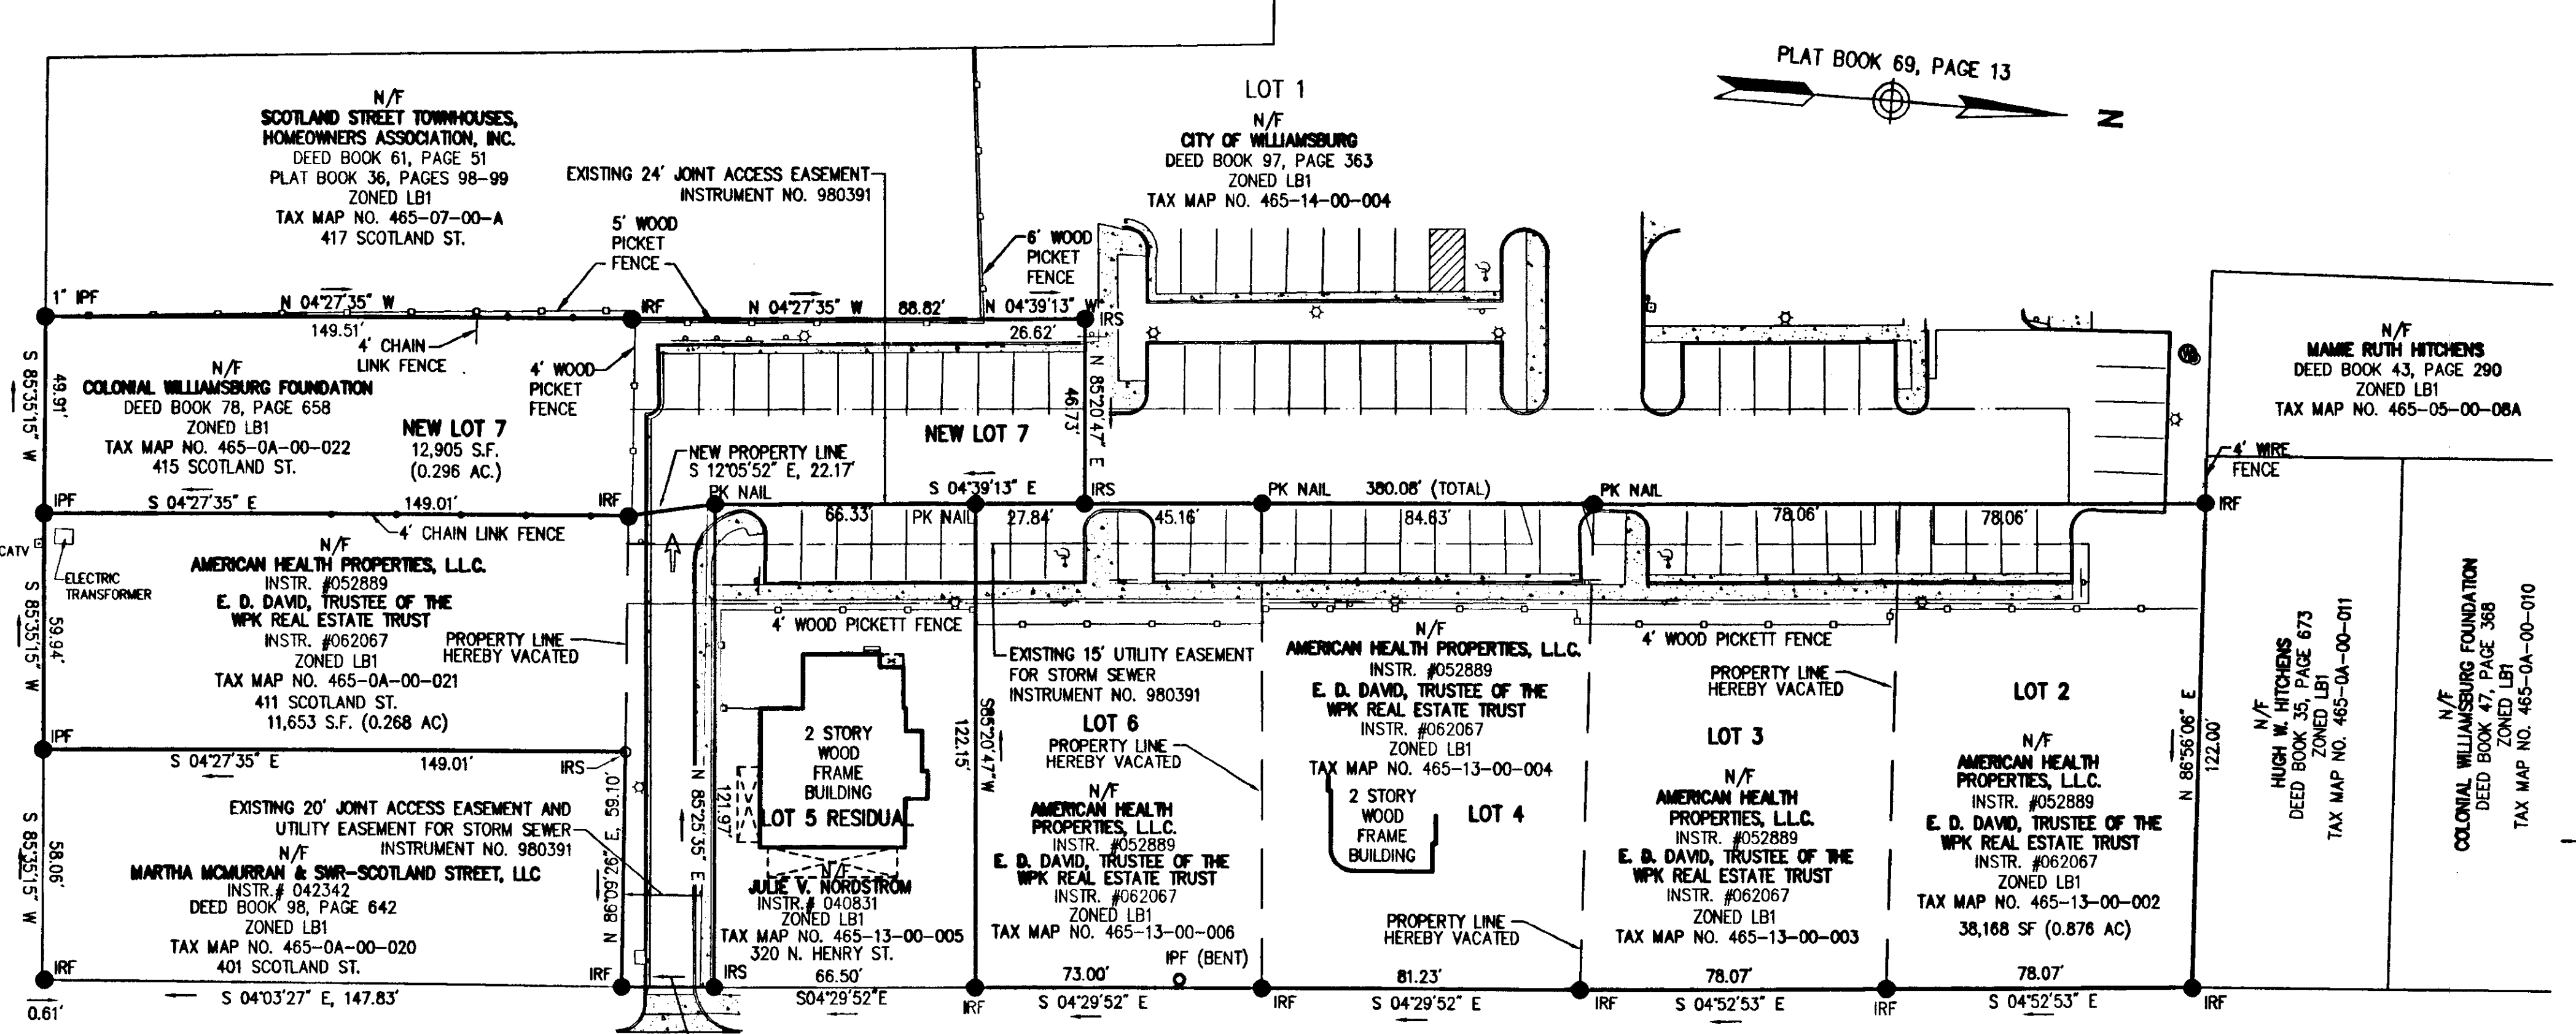 PLAT BOOK 69, PAGE 13
N
N/F
SCOTLAND STREET TOWNHOUSES,
HOMEOWNERS ASSOCIATION, INC.
DEED BOOK 61, PAGE 51
PLAT BOOK 36, PAGES 98-99
ZONED LB1
TAX MAP NO. 465-07-00-A
417 SCOTLAND ST.
EXISTING 24' JOINT ACCESS EASEMENT
INSTRUMENT NO. 980391
5' WOOD
PICKET
FENCE
6' WOOD
PICKET
FENCE
LOT 1
N/F
CITY OF WILLIAMSBURG
DEED BOOK 97, PAGE 363
ZONED LB1
TAX MAP NO. 465-14-00-004
1" IPF
N 04°27'35" W
149.51'
IRF
N 04°27'35" W
88.82'
N 04°39'13" W
26.62'
IRS
4' CHAIN
LINK FENCE
4' WOOD
PICKET
FENCE
S 85°35'15" W
49.91'
N/F
COLONIAL WILLIAMSBURG FOUNDATION
DEED BOOK 78, PAGE 658
ZONED LB1
TAX MAP NO. 465-0A-00-022
415 SCOTLAND ST.
NEW LOT 7
12,905 S.F.
(0.296 AC.)
NEW LOT 7
N 85°20'47" E
46.73'
NEW PROPERTY LINE
S 12°05'52" E, 22.17'
N/F
MAMIE RUTH HITCHENS
DEED BOOK 43, PAGE 290
ZONED LB1
TAX MAP NO. 465-05-00-08A
4' WIRE
FENCE
IPF
S 04°27'35" E
149.01'
IRF
PK NAIL
S 04°39'13" E
IRS
PK NAIL
380.08' (TOTAL)
PK NAIL
IRF
66.33'
PK NAIL
27.84'
45.16'
84.63'
78.06'
78.06'
4' CHAIN LINK FENCE
CATV
ELECTRIC
TRANSFORMER
S 85°35'15" W
59.94'
N/F
AMERICAN HEALTH PROPERTIES, L.L.C.
INSTR. #052889
E. D. DAVID, TRUSTEE OF THE
WPK REAL ESTATE TRUST
INSTR. #062067
ZONED LB1
TAX MAP NO. 465-0A-00-021
411 SCOTLAND ST.
11,653 S.F. (0.268 AC)
PROPERTY LINE
HEREBY VACATED
4' WOOD PICKETT FENCE
EXISTING 15' UTILITY EASEMENT
FOR STORM SEWER
INSTRUMENT NO. 980391
4' WOOD PICKETT FENCE
IPF
S 04°27'35" E
149.01'
IRS
EXISTING 20' JOINT ACCESS EASEMENT AND
UTILITY EASEMENT FOR STORM SEWER
INSTRUMENT NO. 980391
S 85°35'15" W
58.06'
N/F
MARTHA MCMURRAN & SWR-SCOTLAND STREET, LLC
INSTR.# 042342
DEED BOOK 98, PAGE 642
ZONED LB1
TAX MAP NO. 465-0A-00-020
401 SCOTLAND ST.
N 86°09'26" E, 59.10'
N 85°25'35" E
121.97'
2 STORY
WOOD
FRAME
BUILDING
LOT 5 RESIDUAL
N/F
JULIE V. NORDSTROM
INSTR.# 040831
ZONED LB1
TAX MAP NO. 465-13-00-005
320 N. HENRY ST.
S85°20'47"W
122.15'
LOT 6
PROPERTY LINE
HEREBY VACATED
N/F
AMERICAN HEALTH
PROPERTIES, L.L.C.
INSTR. #052889
E. D. DAVID, TRUSTEE OF THE
WPK REAL ESTATE TRUST
INSTR. #062067
ZONED LB1
TAX MAP NO. 465-13-00-006
IPF (BENT)
N/F
AMERICAN HEALTH PROPERTIES, L.L.C.
INSTR. #052889
E. D. DAVID, TRUSTEE OF THE
WPK REAL ESTATE TRUST
INSTR. #062067
ZONED LB1
TAX MAP NO. 465-13-00-004
2 STORY
WOOD
FRAME
BUILDING
LOT 4
PROPERTY LINE
HEREBY VACATED
PROPERTY LINE
HEREBY VACATED
LOT 3
N/F
AMERICAN HEALTH
PROPERTIES, L.L.C.
INSTR. #052889
E. D. DAVID, TRUSTEE OF THE
WPK REAL ESTATE TRUST
INSTR. #062067
ZONED LB1
TAX MAP NO. 465-13-00-003
LOT 2
N/F
AMERICAN HEALTH
PROPERTIES, L.L.C.
INSTR. #052889
E. D. DAVID, TRUSTEE OF THE
WPK REAL ESTATE TRUST
INSTR. #062067
ZONED LB1
TAX MAP NO. 465-13-00-002
38,168 SF (0.876 AC)
N 86°56'06" E
122.00'
N/F
HUGH W. HITCHENS
DEED BOOK 35, PAGE 673
ZONED LB1
TAX MAP NO. 465-0A-00-011
N/F
COLONIAL WILLIAMSBURG FOUNDATION
DEED BOOK 47, PAGE 368
ZONED LB1
TAX MAP NO. 465-0A-00-010
IRF
0.61'
S 04°03'27" E, 147.83'
IRF
IRS
66.50'
S04°29'52"E
IRF
73.00'
S 04°29'52" E
IRF
81.23'
S 04°29'52" E
IRF
78.07'
S 04°52'53" E
IRF
78.07'
S 04°52'53" E
IRF